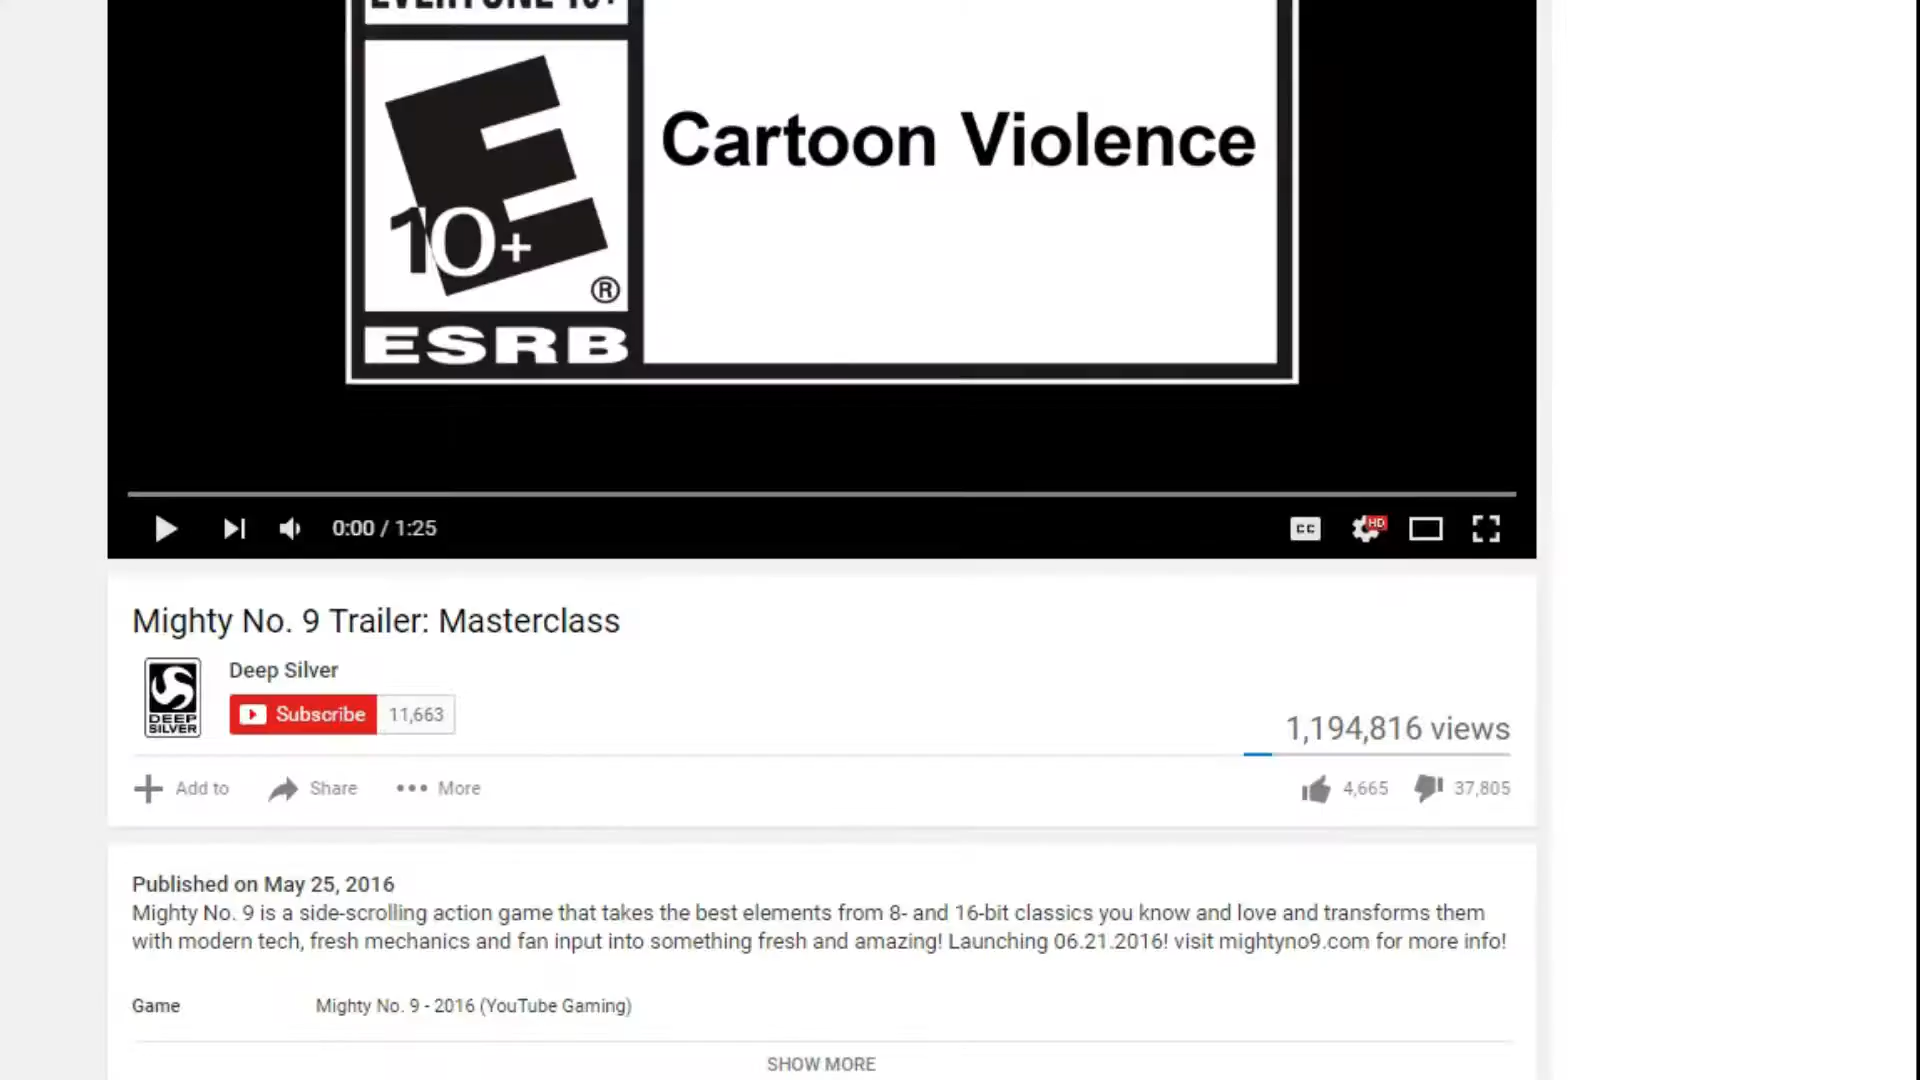 EVERYONE 10+
E
10+
®
ESRB
Cartoon Violence
0:00 / 1:25
CC
HD
Mighty No. 9 Trailer: Masterclass
DEEP
SILVER
Deep Silver
Subscribe 11,663
1,194,816 views
Add to Share More 4,665 37,805
Published on May 25, 2016
Mighty No. 9 is a side-scrolling action game that takes the best elements from 8- and 16-bit classics you know and love and transforms them
with modern tech, fresh mechanics and fan input into something fresh and amazing! Launching 06.21.2016! visit mightyno9.com for more info!
Game Mighty No. 9 - 2016 (YouTube Gaming)
SHOW MORE